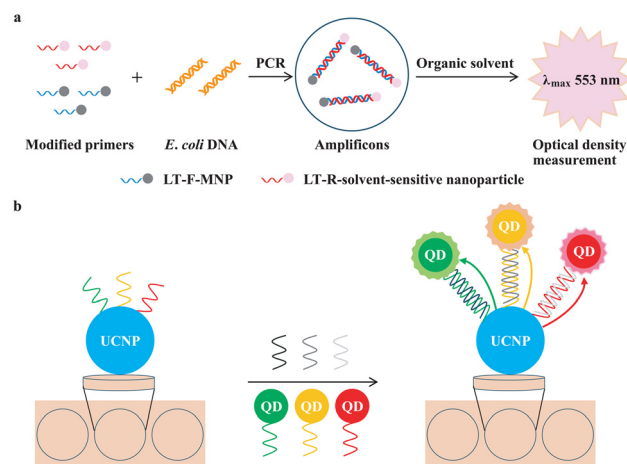 a
PCR
Organic solvent
+
λmax 553 nm
Modified primers
E. coli DNA
Amplificons
Optical density
measurement
LT-F-MNP
LT-R-solvent-sensitive nanoparticle
b
QD
QD
QD
UCNP
UCNP
QD
QD
QD